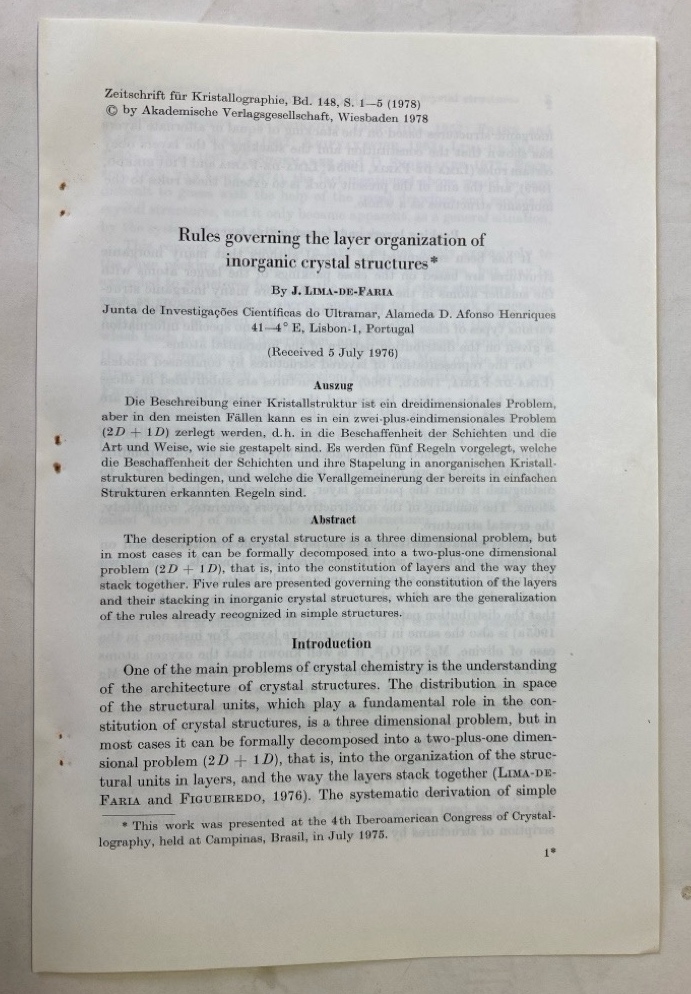 Zeitschrift für Kristallographie, Bd. 148, S. 1—5 (1978)
© by Akademische Verlagsgesellschaft, Wiesbaden 1978
Rules governing the layer organization of
inorganic crystal structures*
By J. LIMA-DE-FARIA
Junta de Investigações Científicas do Ultramar, Alameda D. Afonso Henriques
41—4° E, Lisbon-1, Portugal
(Received 5 July 1976)
Auszug
Die Beschreibung einer Kristallstruktur ist ein dreidimensionales Problem,
aber in den meisten Fällen kann es in ein zwei-plus-eindimensionales Problem
(2D + 1D) zerlegt werden, d.h. in die Beschaffenheit der Schichten und die
Art und Weise, wie sie gestapelt sind. Es werden fünf Regeln vorgelegt, welche
die Beschaffenheit der Schichten und ihre Stapelung in anorganischen Kristall-
strukturen bedingen, und welche die Verallgemeinerung der bereits in einfachen
Strukturen erkannten Regeln sind.
Abstract
The description of a crystal structure is a three dimensional problem, but
in most cases it can be formally decomposed into a two-plus-one dimensional
problem (2D + 1D), that is, into the constitution of layers and the way they
stack together. Five rules are presented governing the constitution of the layers
and their stacking in inorganic crystal structures, which are the generalization
of the rules already recognized in simple structures.
Introduction
One of the main problems of crystal chemistry is the understanding
of the architecture of crystal structures. The distribution in space
of the structural units, which play a fundamental role in the con-
stitution of crystal structures, is a three dimensional problem, but in
most cases it can be formally decomposed into a two-plus-one dimen-
sional problem (2D + 1D), that is, into the organization of the struc-
tural units in layers, and the way the layers stack together (LIMA-DE-
FARIA and FIGUEIREDO, 1976). The systematic derivation of simple
* This work was presented at the 4th Iberoamerican Congress of Crystal-
lography, held at Campinas, Brasil, in July 1975.
1*